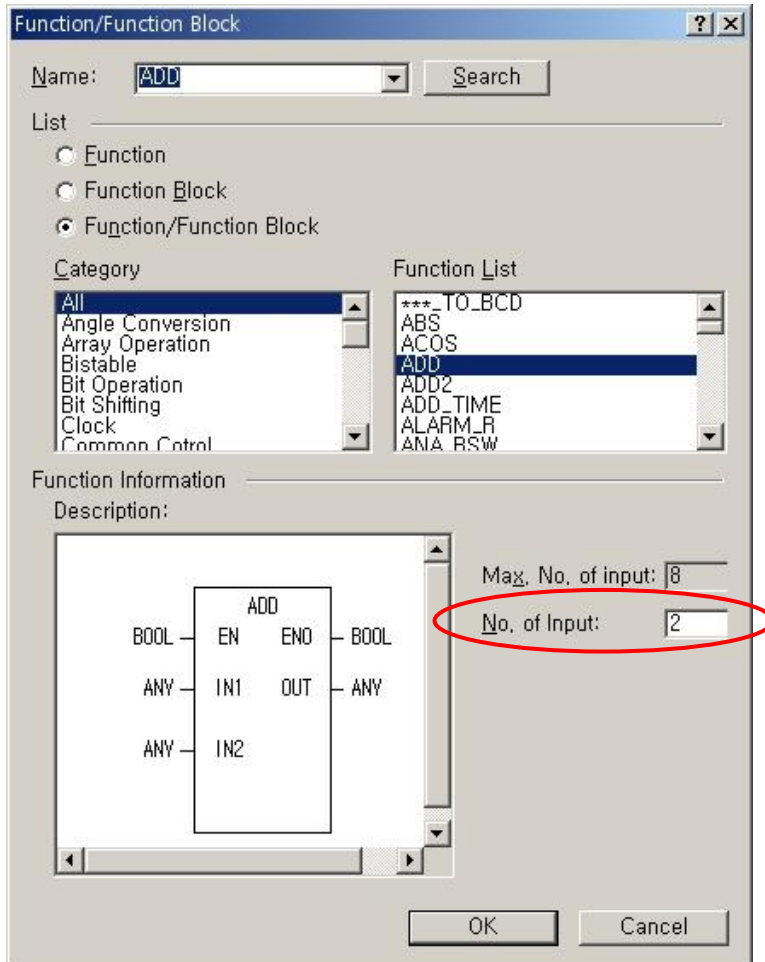 Function/Function Block
Name: ADD Search
List
Function
Function Block
Function/Function Block
Category Function List
All
Angle Conversion
Array Operation
Bistable
Bit Operation
Bit Shifting
Clock
Common Cotrol
***_TO_BCD
ABS
ACOS
ADD
ADD2
ADD_TIME
ALARM_R
ANA_BSW
Function Information
Description:
Max, No, of input: 8
No, of Input: 2
ADD
BOOL EN ENO BOOL
ANY IN1 OUT ANY
ANY IN2
OK Cancel